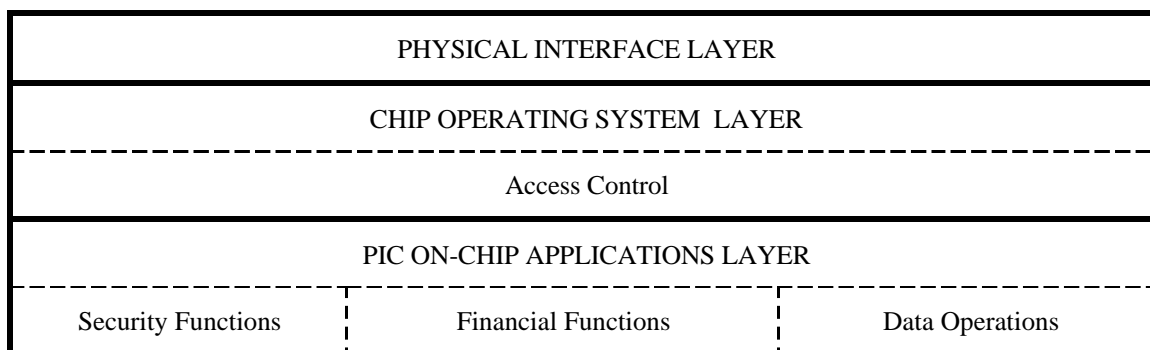 PHYSICAL INTERFACE LAYER
CHIP OPERATING SYSTEM LAYER
Access Control
PIC ON-CHIP APPLICATIONS LAYER
Security Functions Financial Functions Data Operations